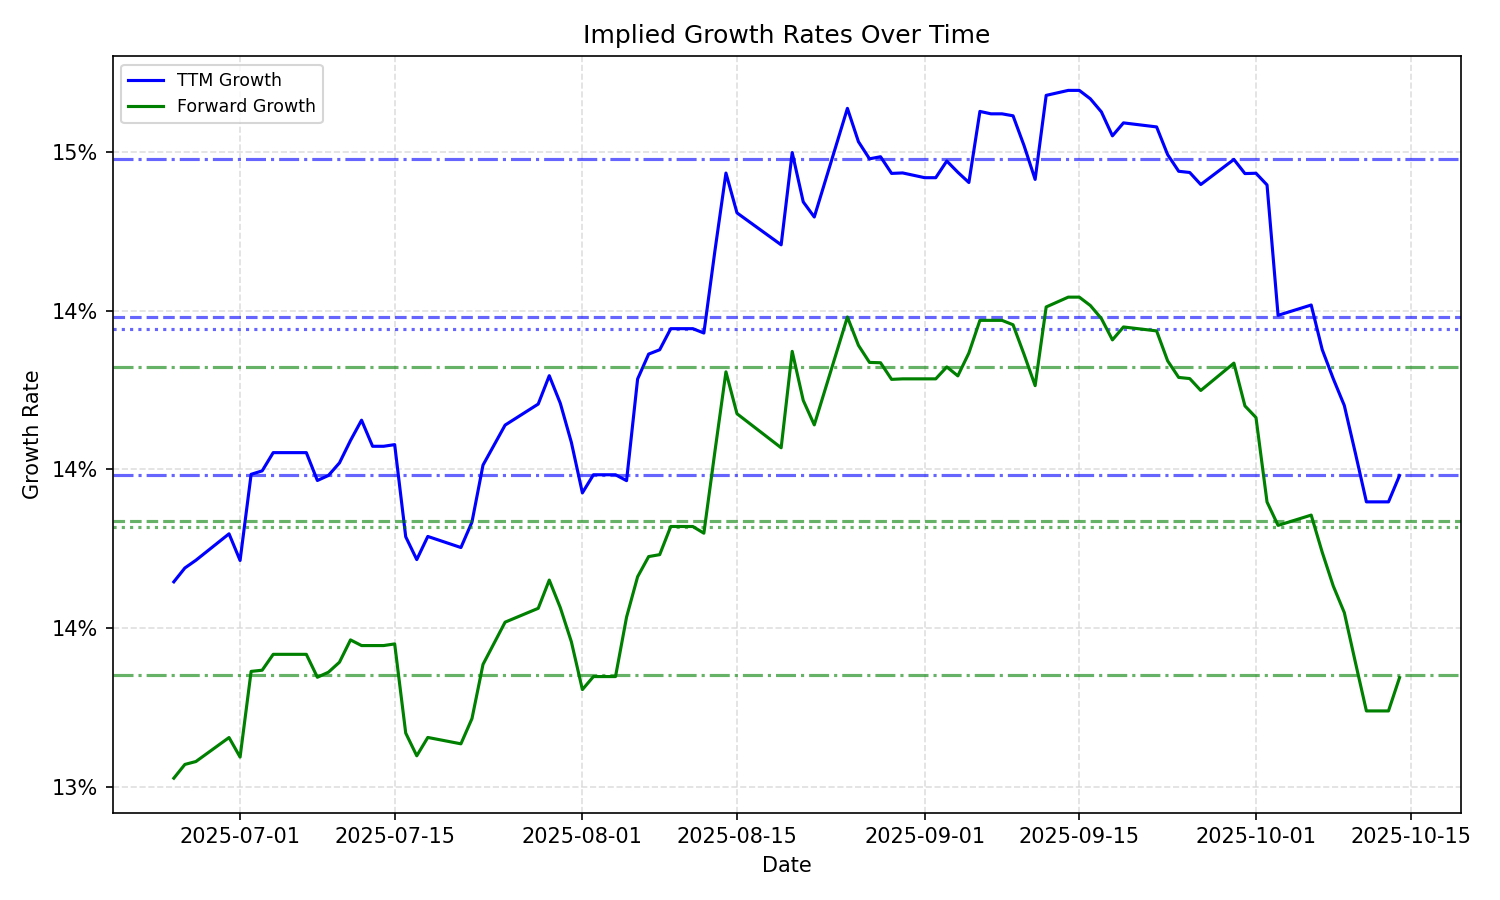 Implied Growth Rates Over Time
TTM Growth
Forward Growth
15%
14%
14%
14%
13%
Growth Rate
2025-07-01
2025-07-15
2025-08-01
2025-08-15
2025-09-01
2025-09-15
2025-10-01
2025-10-15
Date